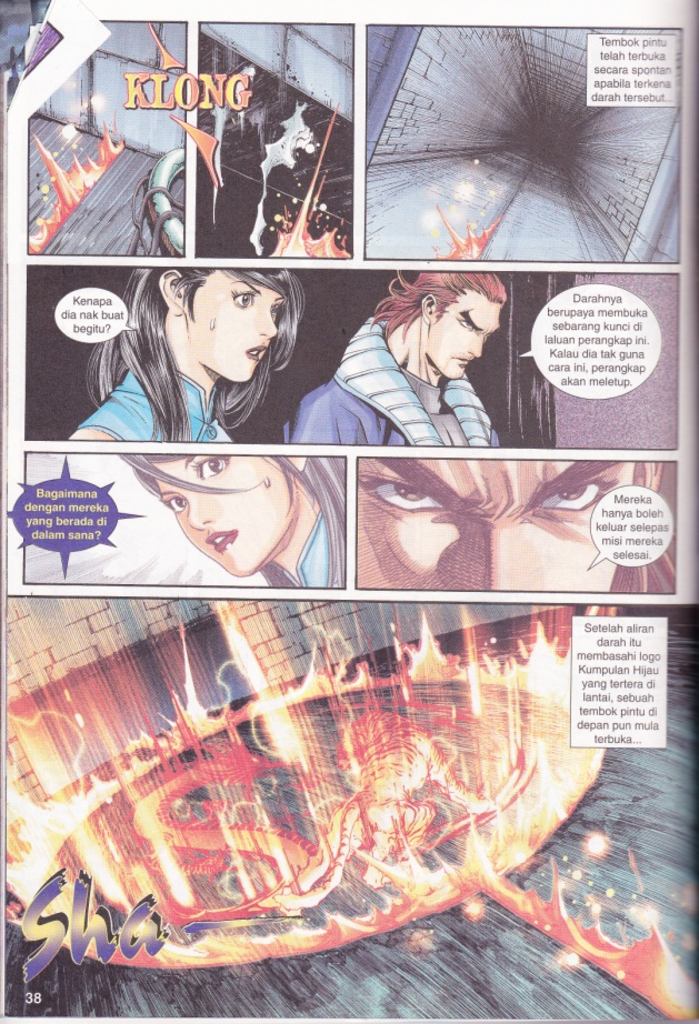 KLONG
Tembok pintu
telah terbuka
secara spontan
apabila terkena
darah tersebut...
Kenapa
dia nak buat
begitu?
Darahnya
berupaya membuka
sebarang kunci di
laluan perangkap ini.
Kalau dia tak guna
cara ini, perangkap
akan meletup.
Bagaimana
dengan mereka
yang berada di
dalam sana?
Mereka
hanya boleh
keluar selepas
misi mereka
selesai.
Setelah aliran
darah itu
membasahi logo
Kumpulan Hijau
yang tertera di
lantai, sebuah
tembok pintu di
depan pun mula
terbuka...
Sha
38